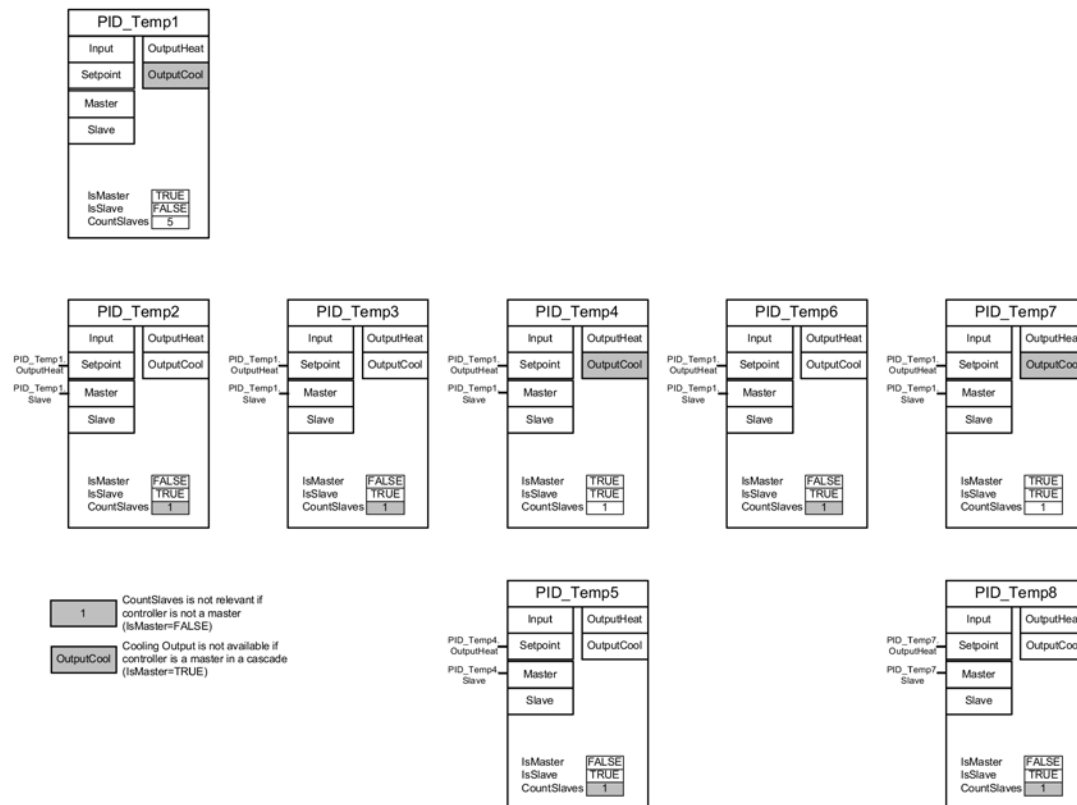 PID_Temp1
Input OutputHeat
Setpoint OutputCool
Master
Slave
IsMaster TRUE
IsSlave FALSE
CountSlaves 5
PID_Temp2
Input OutputHeat
PID_Temp1.
OutputHeat
Setpoint OutputCool
PID_Temp1.
Slave
Master
Slave
IsMaster FALSE
IsSlave TRUE
CountSlaves 1
PID_Temp3
Input OutputHeat
PID_Temp1.
OutputHeat
Setpoint OutputCool
PID_Temp1.
Slave
Master
Slave
IsMaster FALSE
IsSlave TRUE
CountSlaves 1
PID_Temp4
Input OutputHeat
PID_Temp1.
OutputHeat
Setpoint OutputCool
PID_Temp1.
Slave
Master
Slave
IsMaster TRUE
IsSlave TRUE
CountSlaves 1
PID_Temp6
Input OutputHeat
PID_Temp1.
OutputHeat
Setpoint OutputCool
PID_Temp1.
Slave
Master
Slave
IsMaster FALSE
IsSlave TRUE
CountSlaves 1
PID_Temp7
Input OutputHeat
PID_Temp1.
OutputHeat
Setpoint OutputCool
PID_Temp1.
Slave
Master
Slave
IsMaster TRUE
IsSlave TRUE
CountSlaves 1
1
CountSlaves is not relevant if
controller is not a master
(IsMaster=FALSE)
OutputCool
Cooling Output is not available if
controller is a master in a cascade
(IsMaster=TRUE)
PID_Temp5
Input OutputHeat
PID_Temp4.
OutputHeat
Setpoint OutputCool
PID_Temp4.
Slave
Master
Slave
IsMaster FALSE
IsSlave TRUE
CountSlaves 1
PID_Temp8
Input OutputHeat
PID_Temp7.
OutputHeat
Setpoint OutputCool
PID_Temp7.
Slave
Master
Slave
IsMaster FALSE
IsSlave TRUE
CountSlaves 1